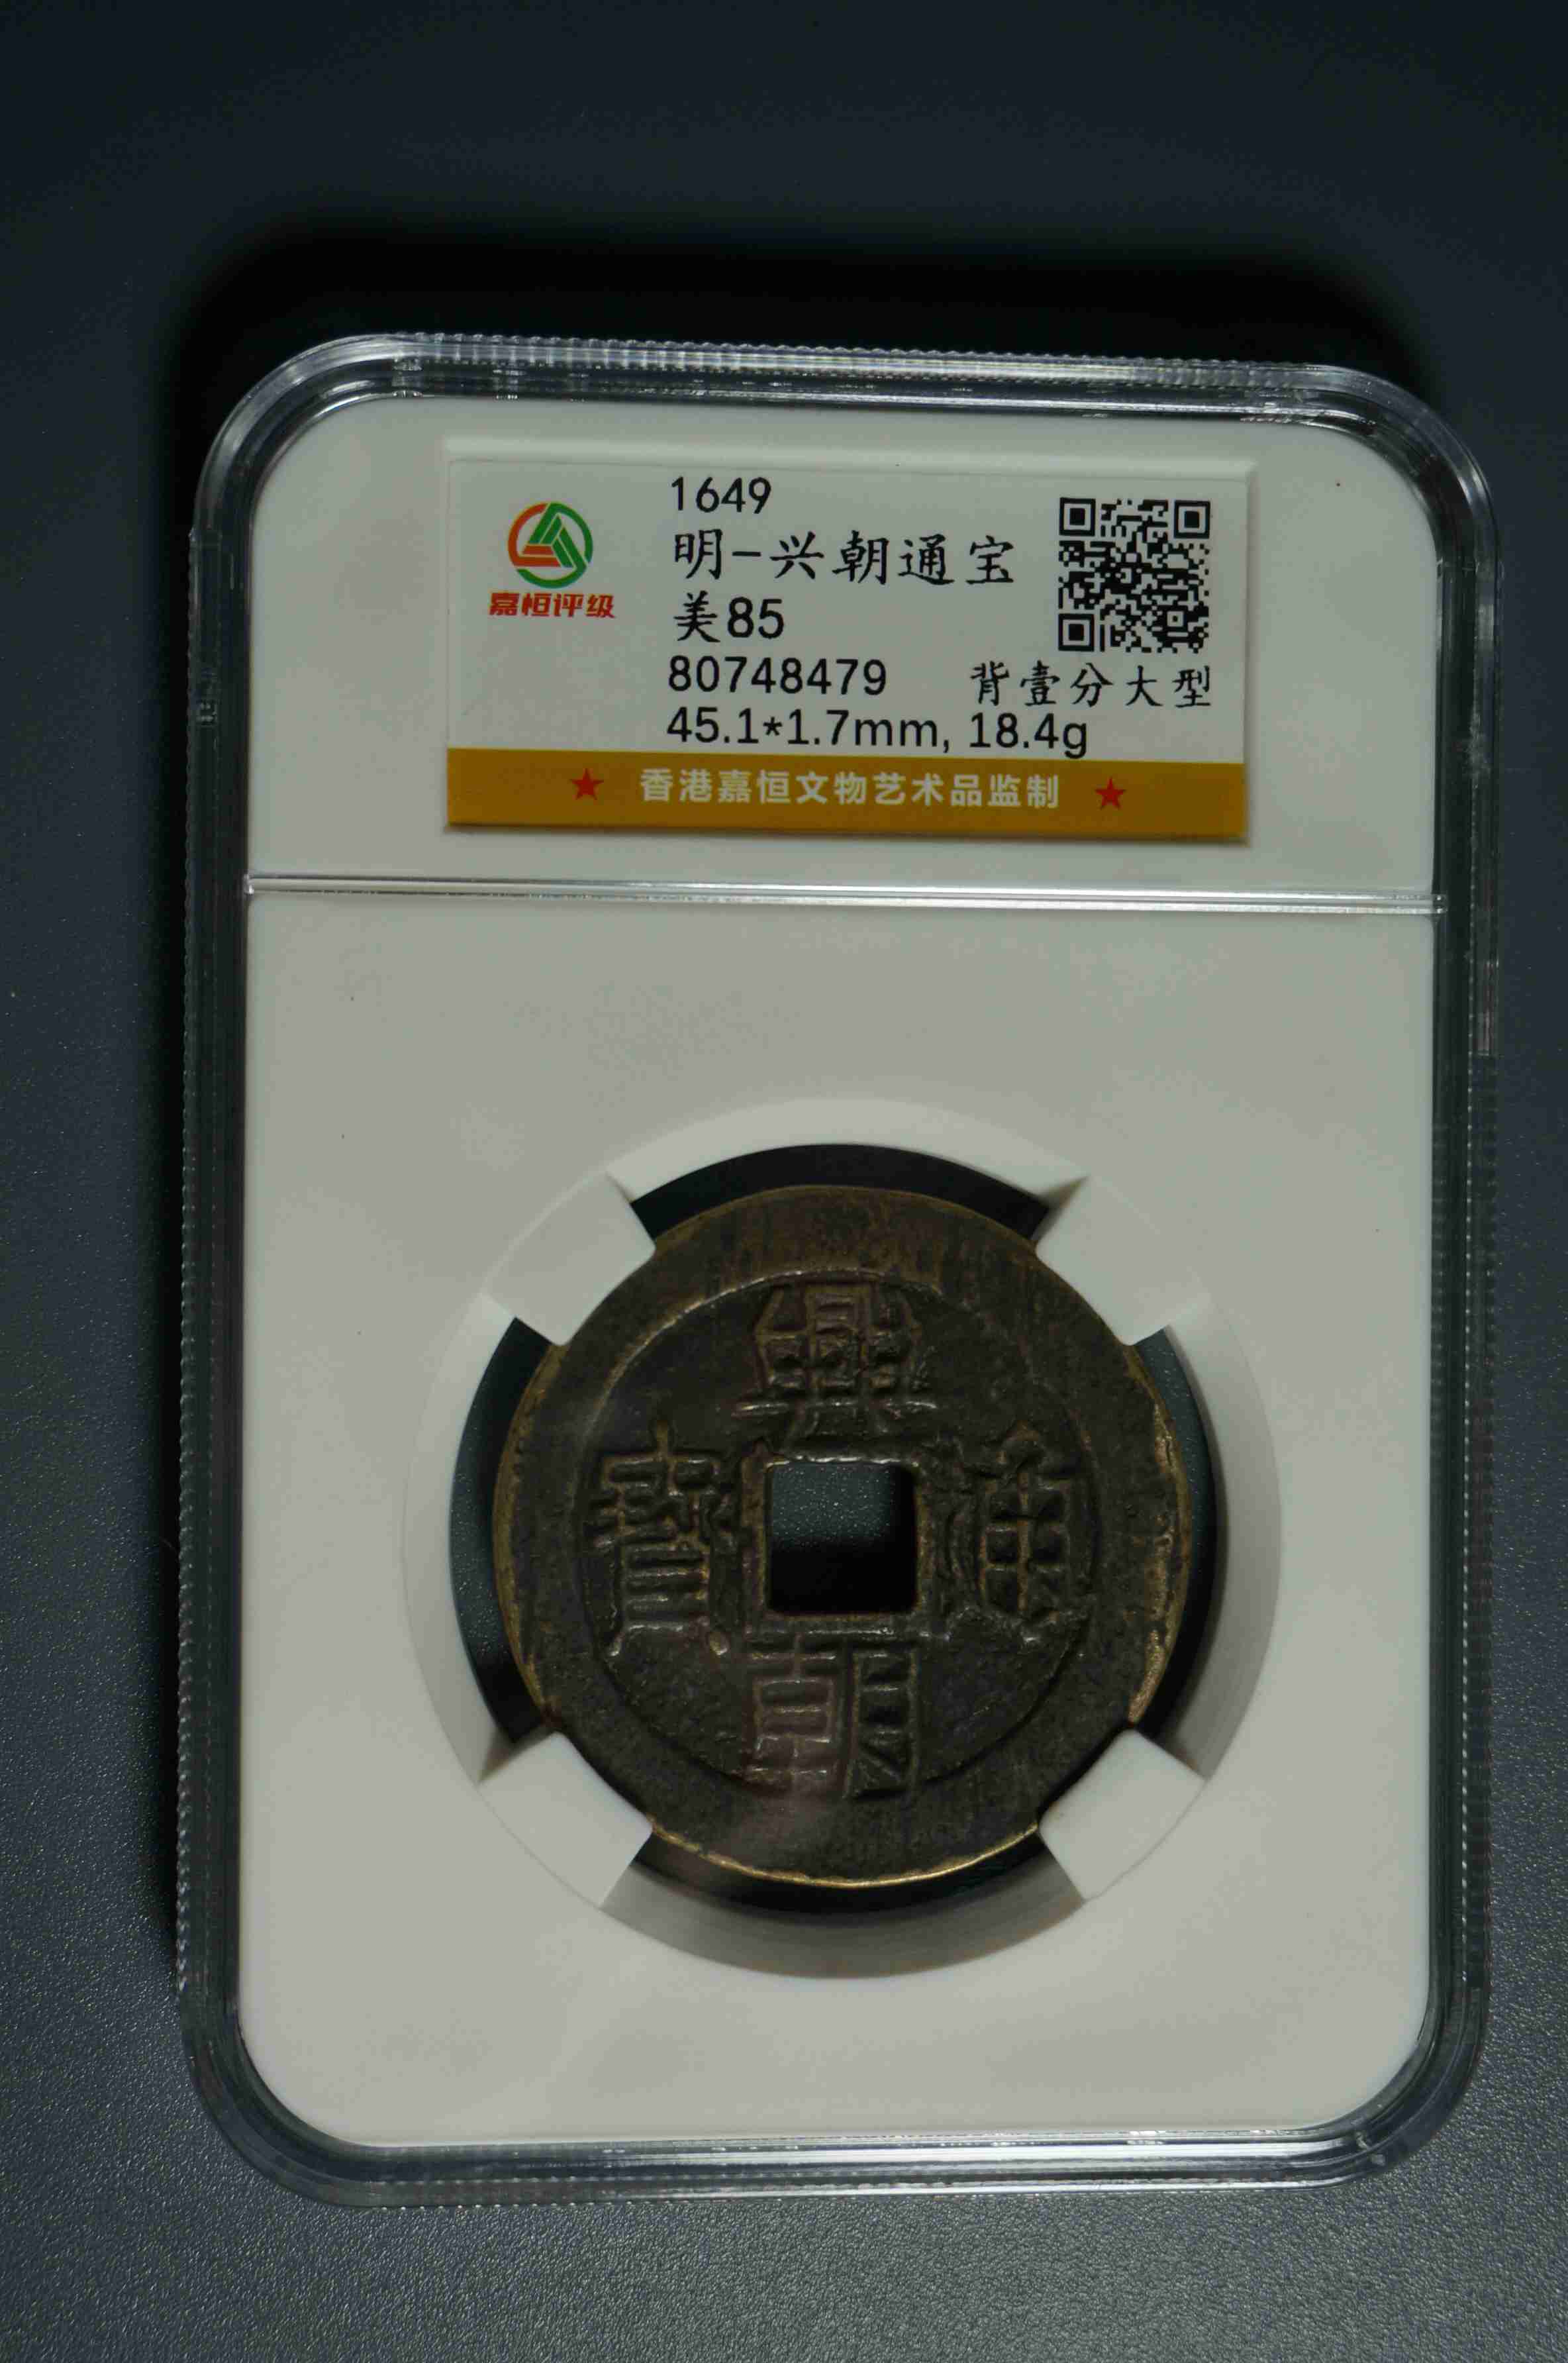 1649
明-兴朝通宝
嘉恒评级
美85
80748479 背壹分大型
45.1*1.7mm, 18.4g
★ 香港嘉恒文物艺术品监制 ★
興
寶 通
朝